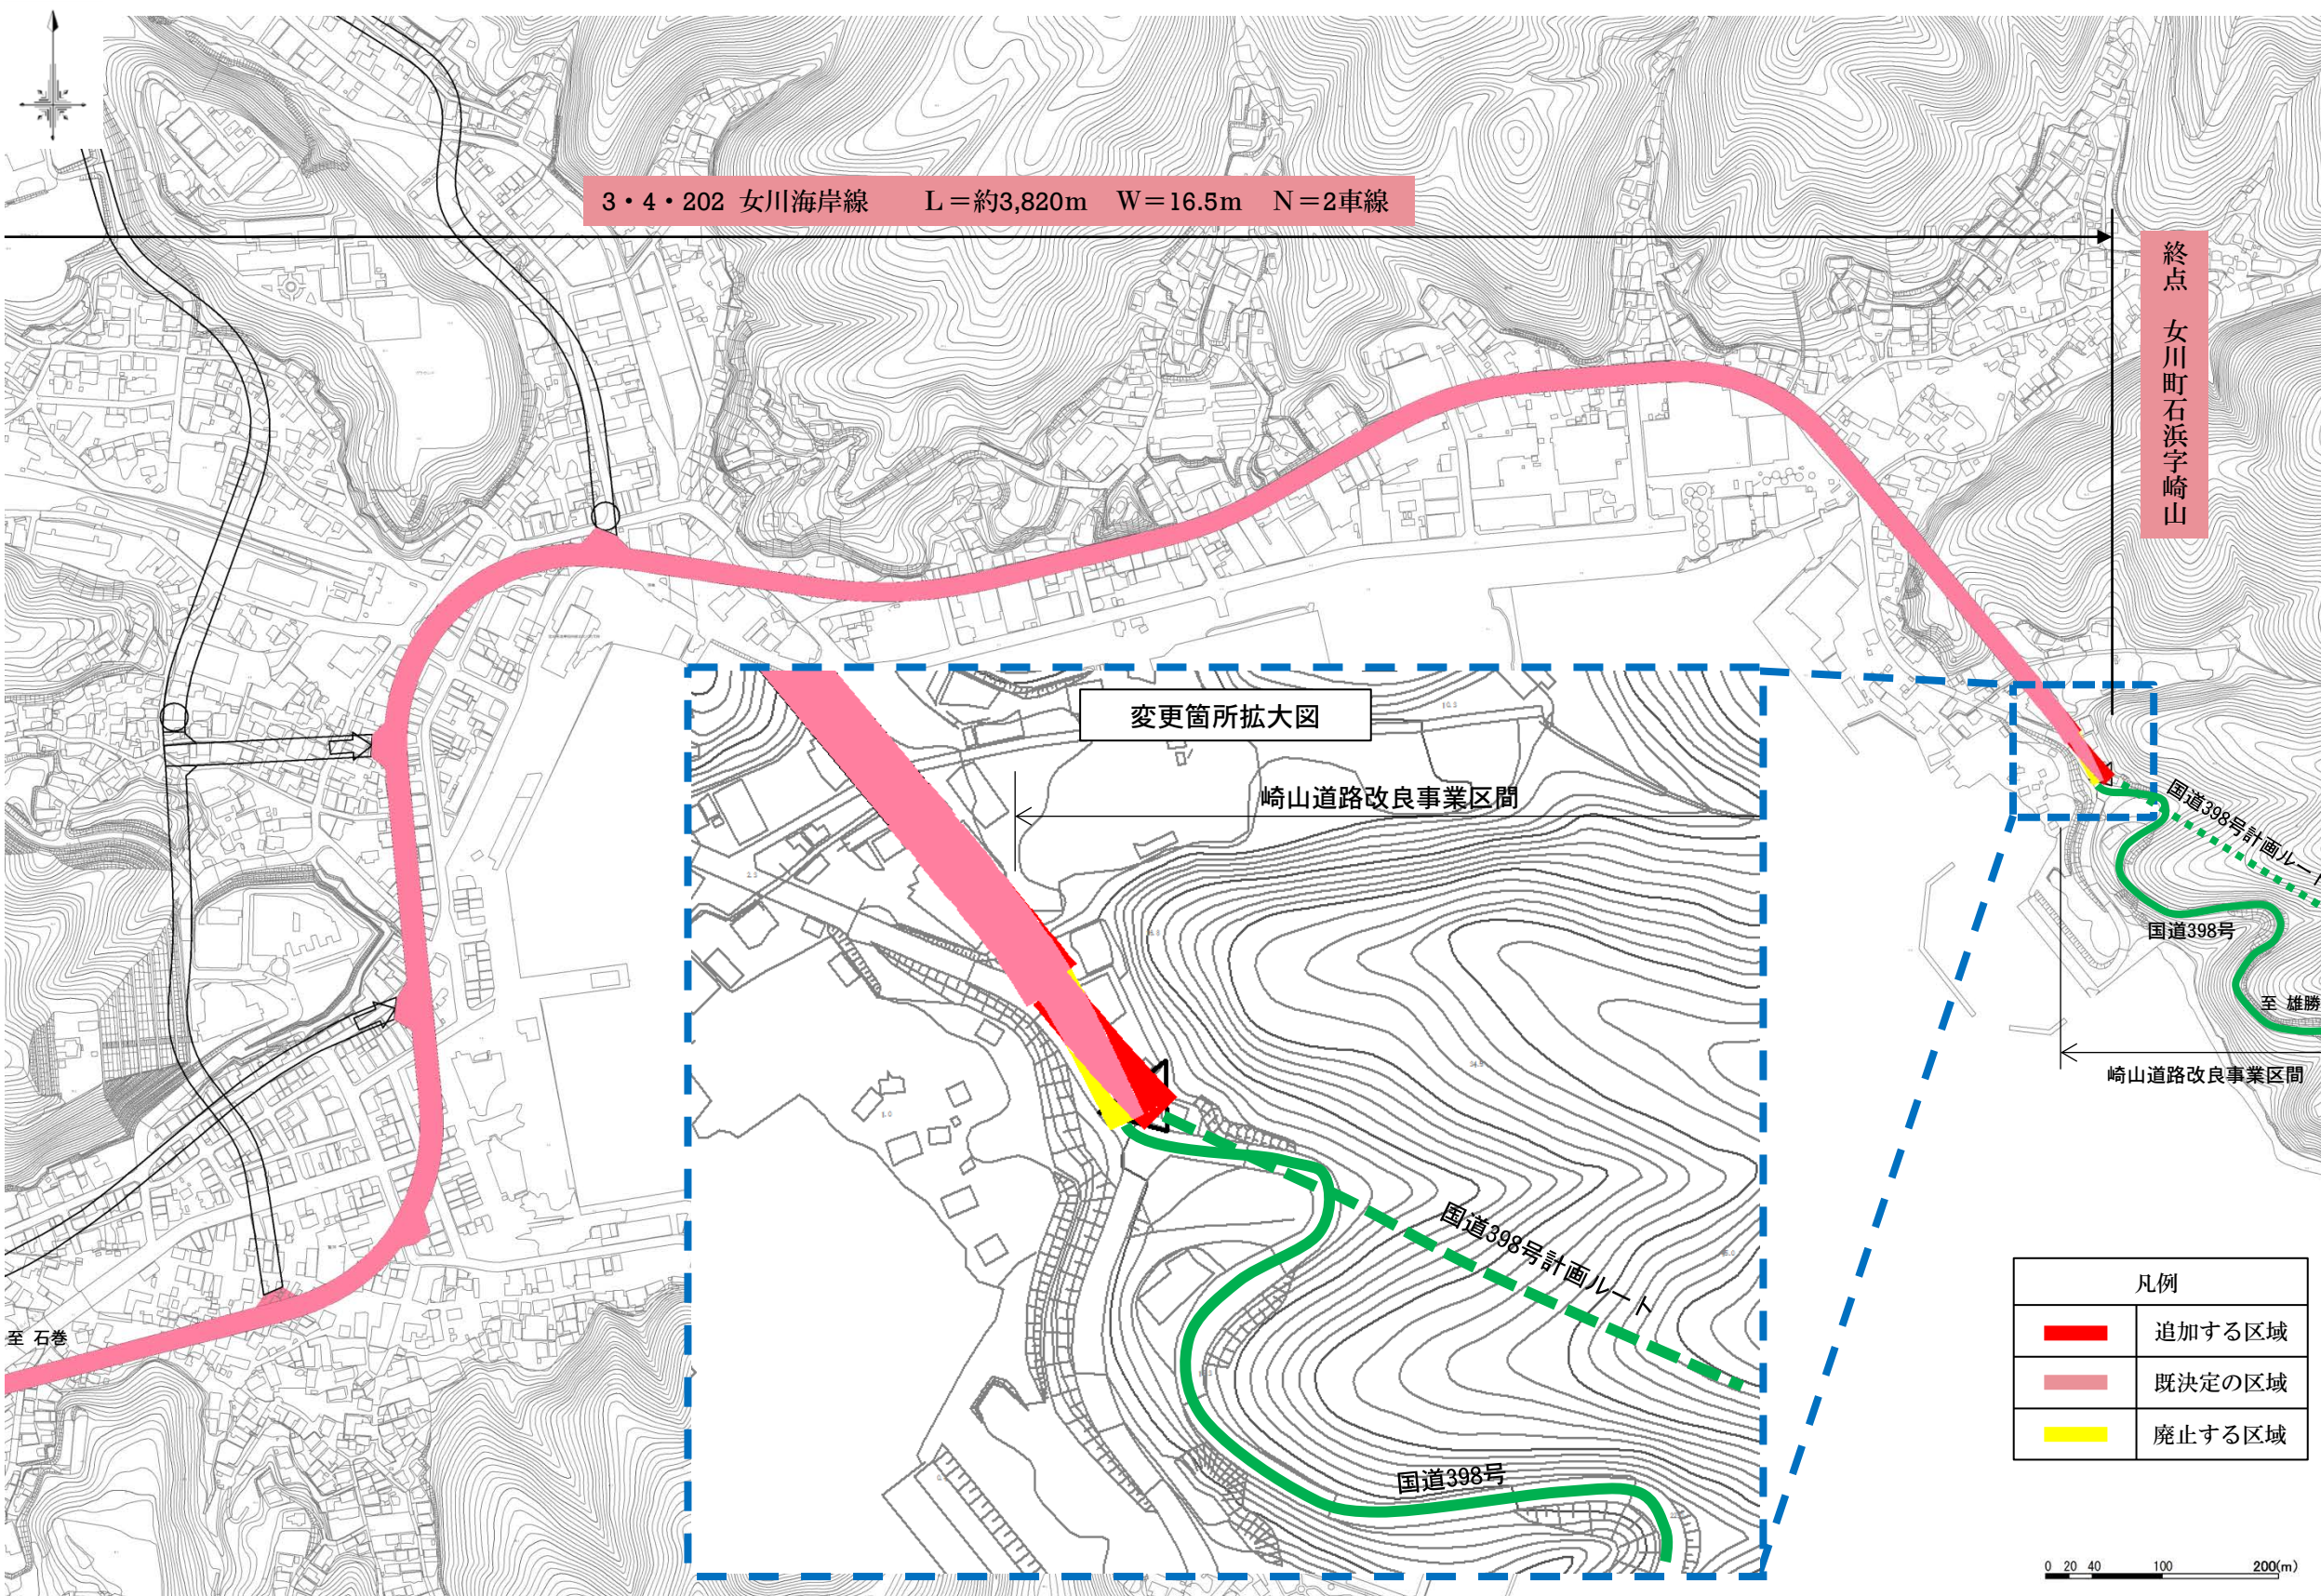 3・4・202 女川海岸線　L＝約3,820m　W＝16.5m　N＝2車線
終点　女川町石浜字崎山
変更箇所拡大図
崎山道路改良事業区間
国道398号計画ルート
国道398号
国道398号計画ルート
国道398号
至 雄勝
崎山道路改良事業区間
至 石巻
凡例
追加する区域
既決定の区域
廃止する区域
0 20 40 100 200(m)